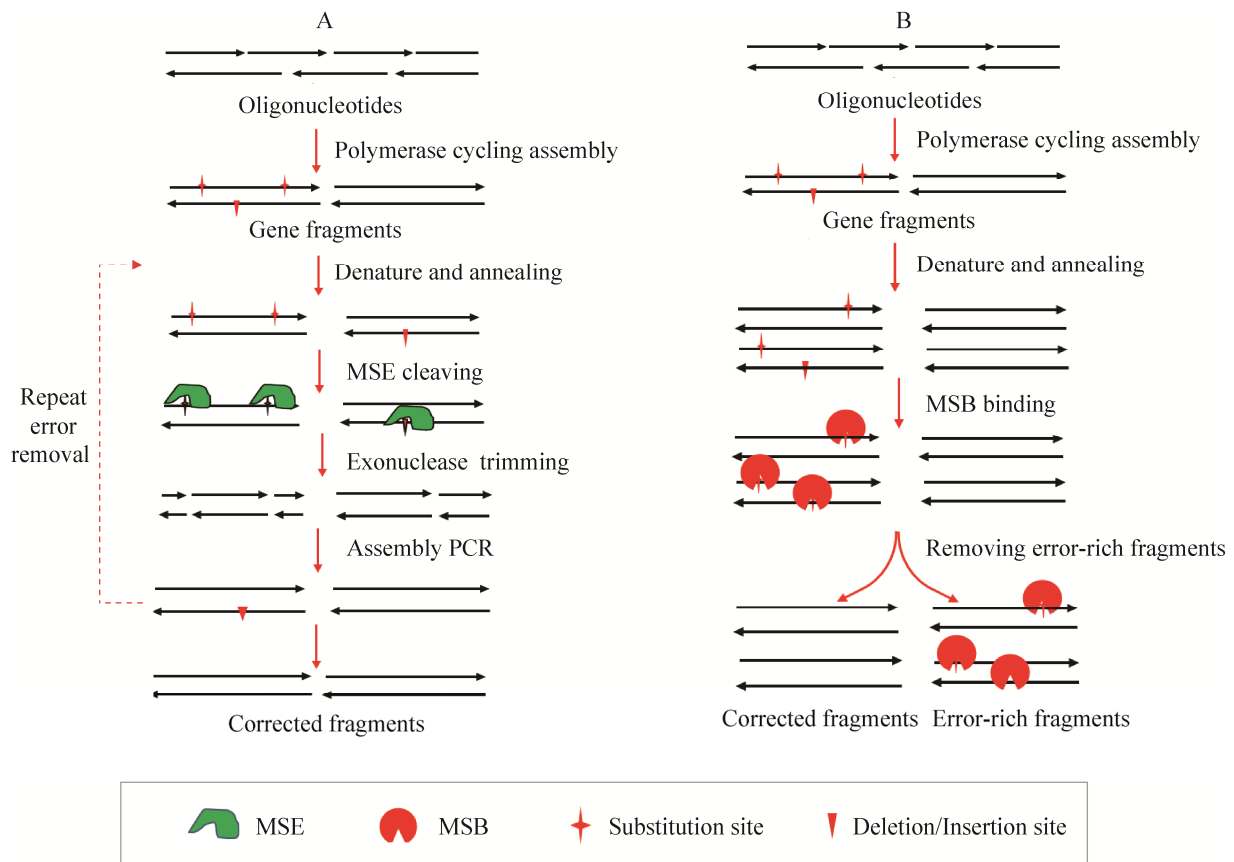 A
Oligonucleotides
Polymerase cycling assembly
Gene fragments
Denature and annealing
MSE cleaving
Repeat
error
removal
Exonuclease trimming
Assembly PCR
Corrected fragments
B
Oligonucleotides
Polymerase cycling assembly
Gene fragments
Denature and annealing
MSB binding
Removing error-rich fragments
Corrected fragments
Error-rich fragments
MSE
MSB
Substitution site
Deletion/Insertion site